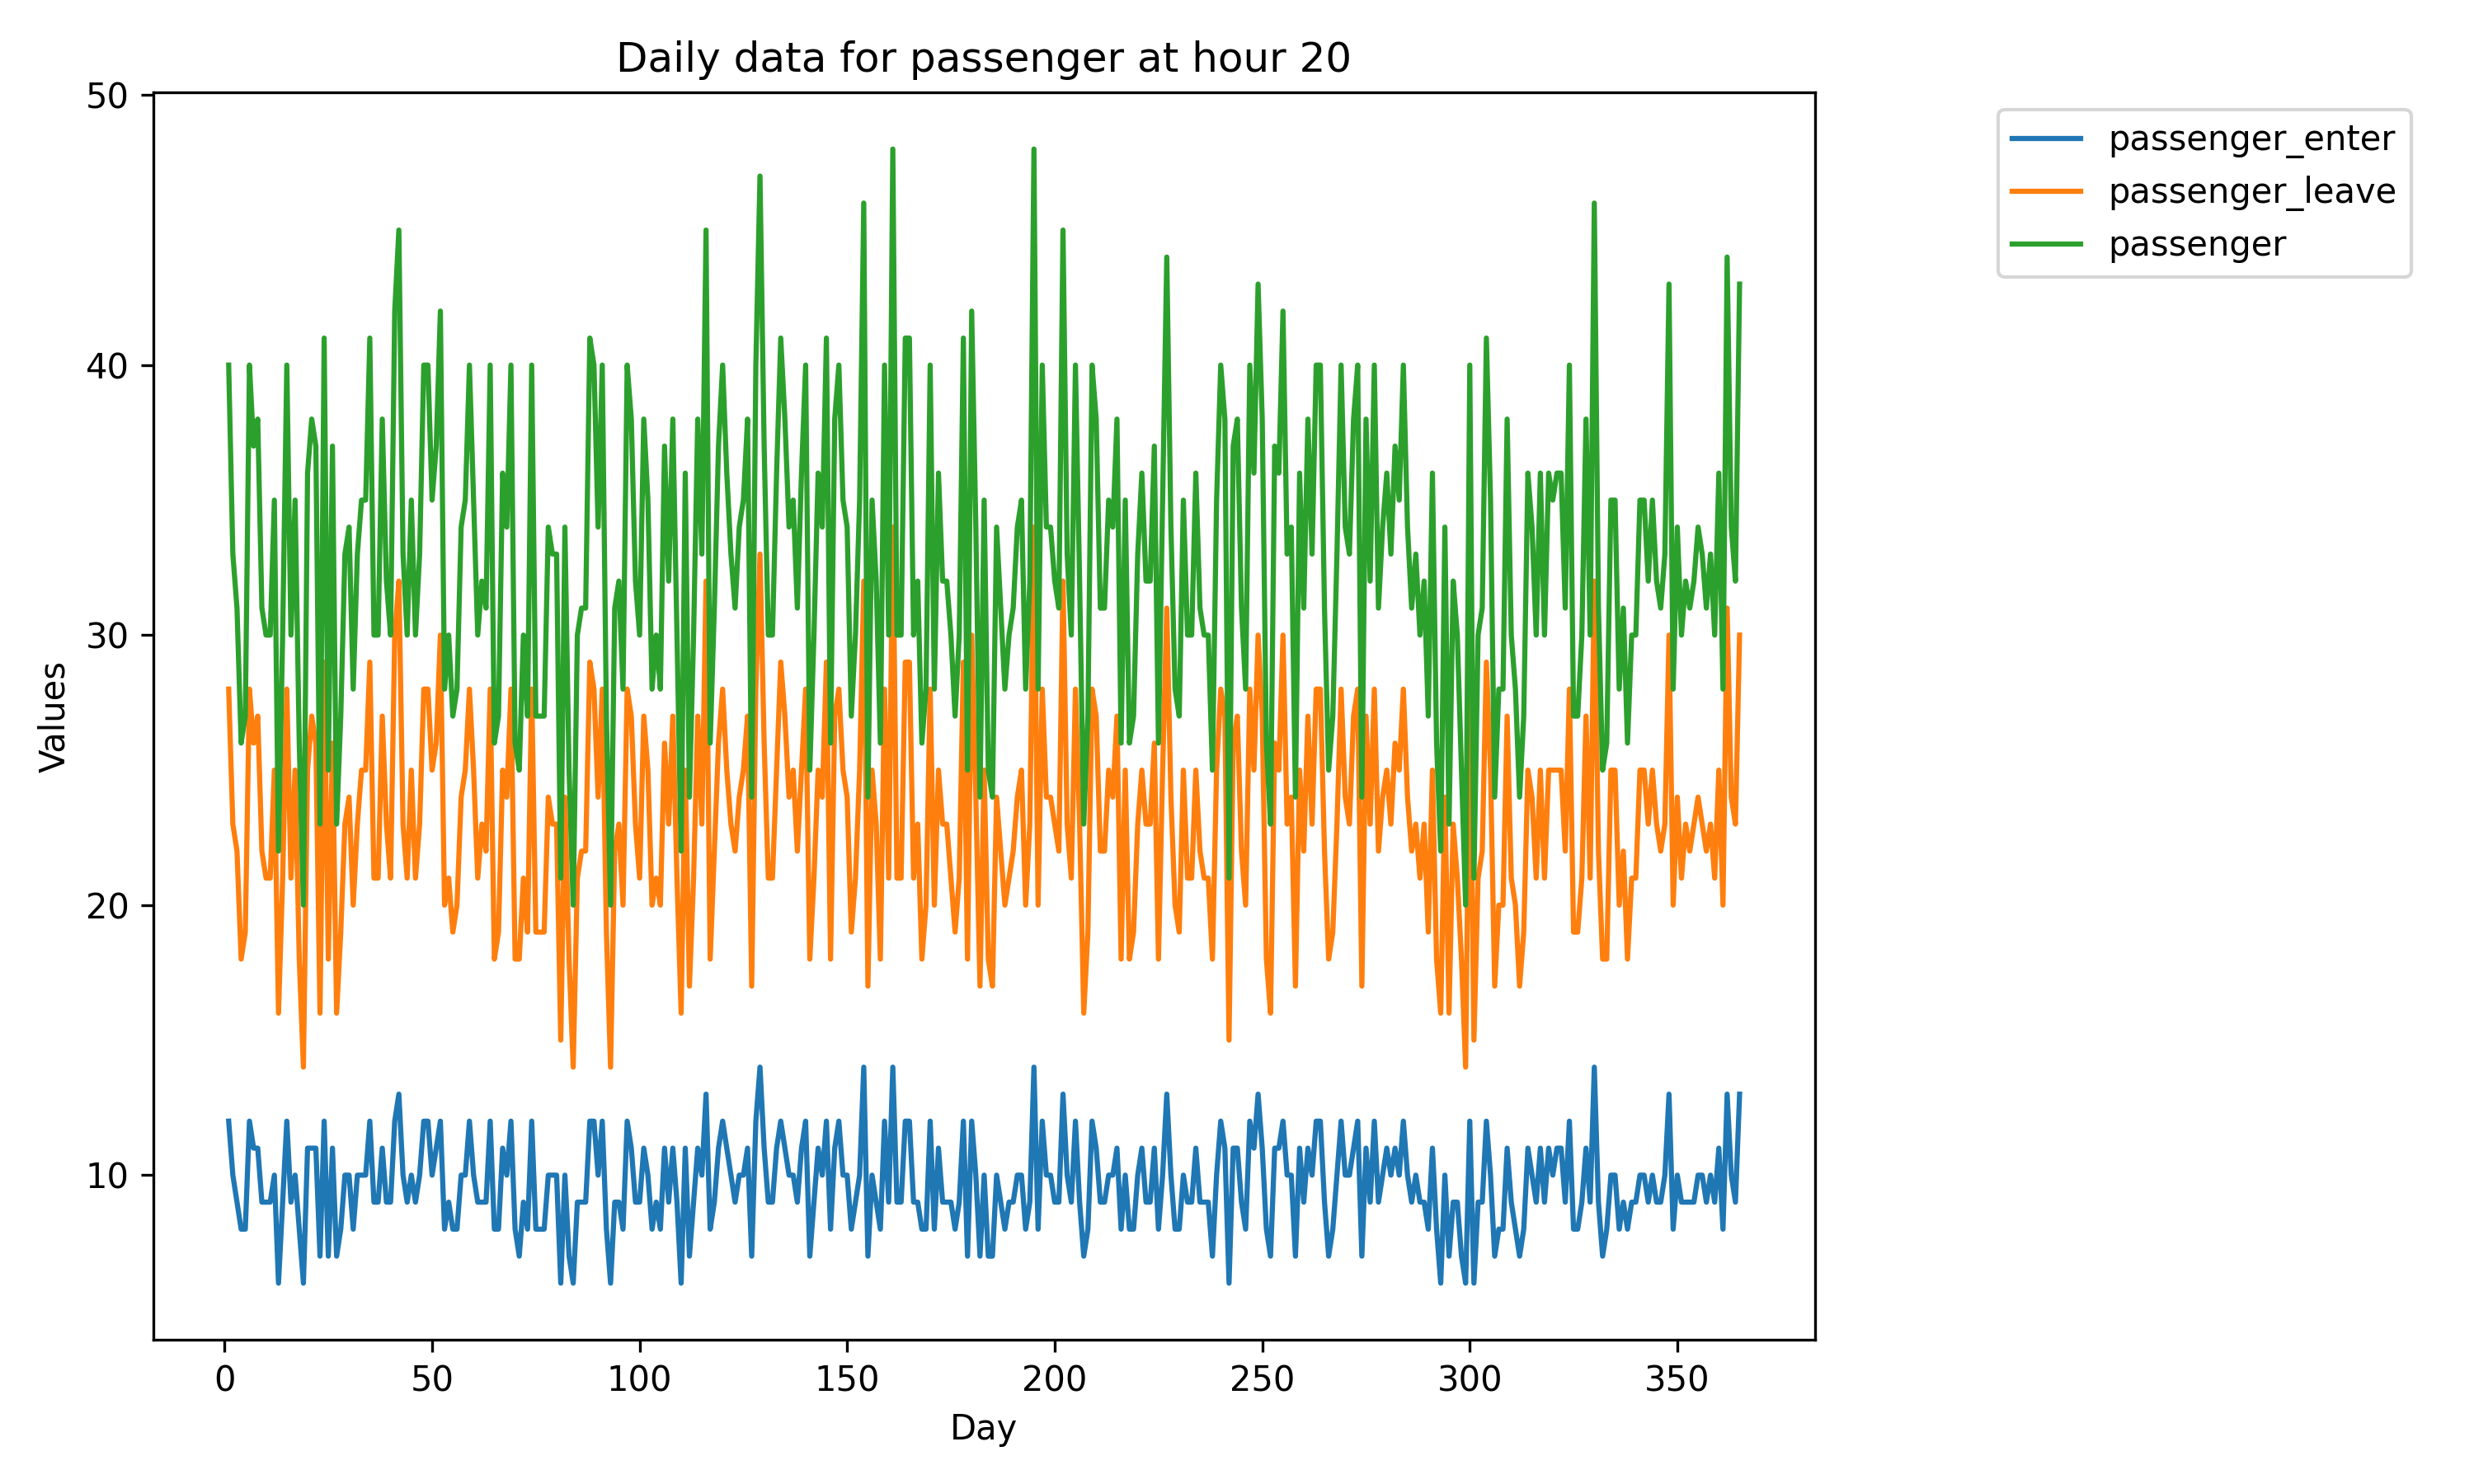 Daily data for passenger at hour 20
50
40
30
20
10
Values
0 50 100 150 200 250 300 350
Day
passenger_enter
passenger_leave
passenger